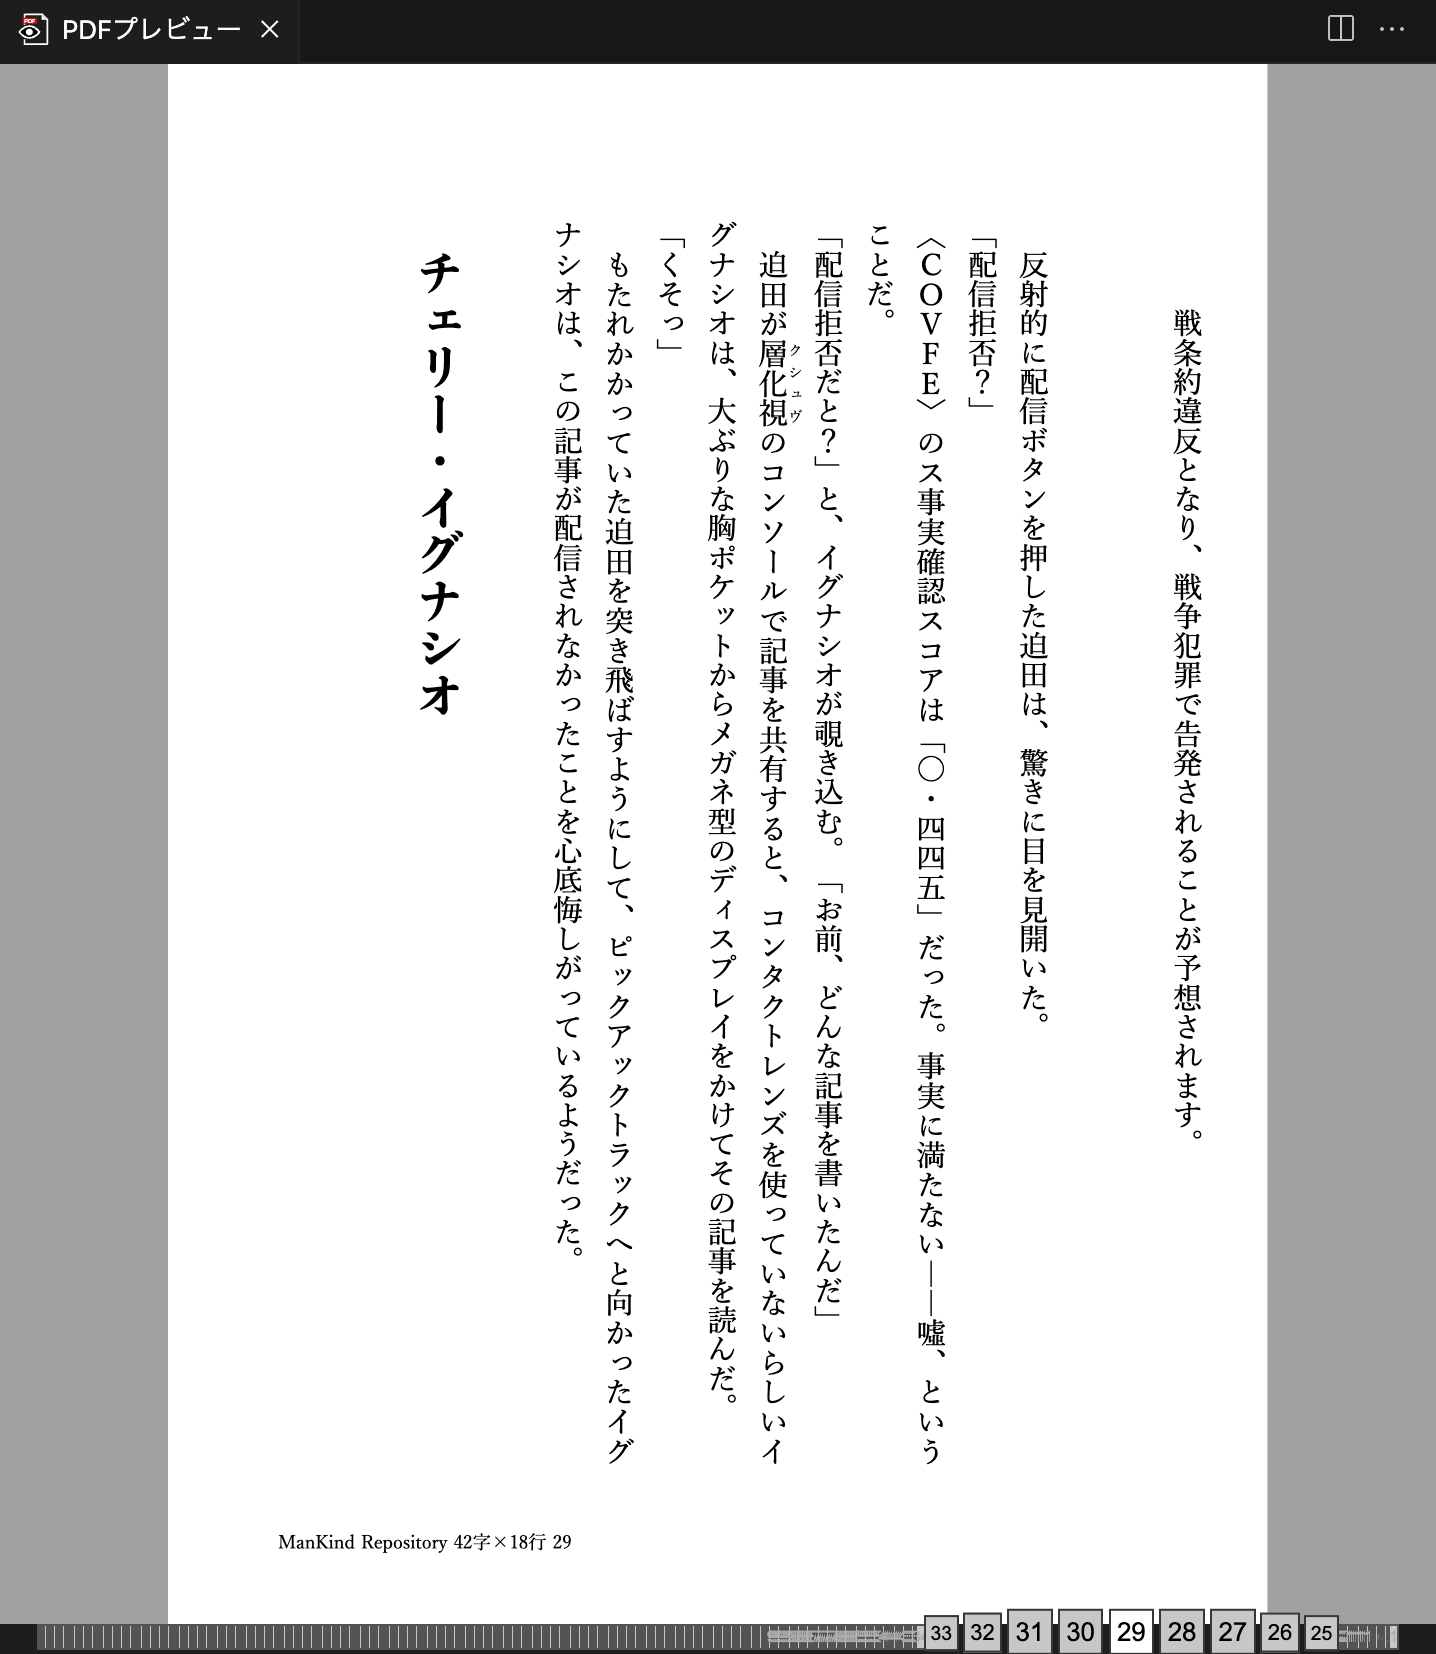 PDFプレビュー
戦条約違反となり、戦争犯罪で告発されることが予想されます。
反射的に配信ボタンを押した迫田は、驚きに目を見開いた。
「配信拒否？」
〈ＣＯＶＦＥ〉のス事実確認スコアは「〇・四四五」だった。事実に満たない――嘘、という
ことだ。
「配信拒否だと？」と、イグナシオが覗き込む。「お前、どんな記事を書いたんだ」
迫田が層化視のコンソールで記事を共有すると、コンタクトレンズを使っていないらしいイ
クシュヴ
グナシオは、大ぶりな胸ポケットからメガネ型のディスプレイをかけてその記事を読んだ。
「くそっ」
もたれかかっていた迫田を突き飛ばすようにして、ピックアックトラックへと向かったイグ
ナシオは、この記事が配信されなかったことを心底悔しがっているようだった。
チェリー・イグナシオ
ManKind Repository 42字×18行 29
33 32 31 30 29 28 27 26 25